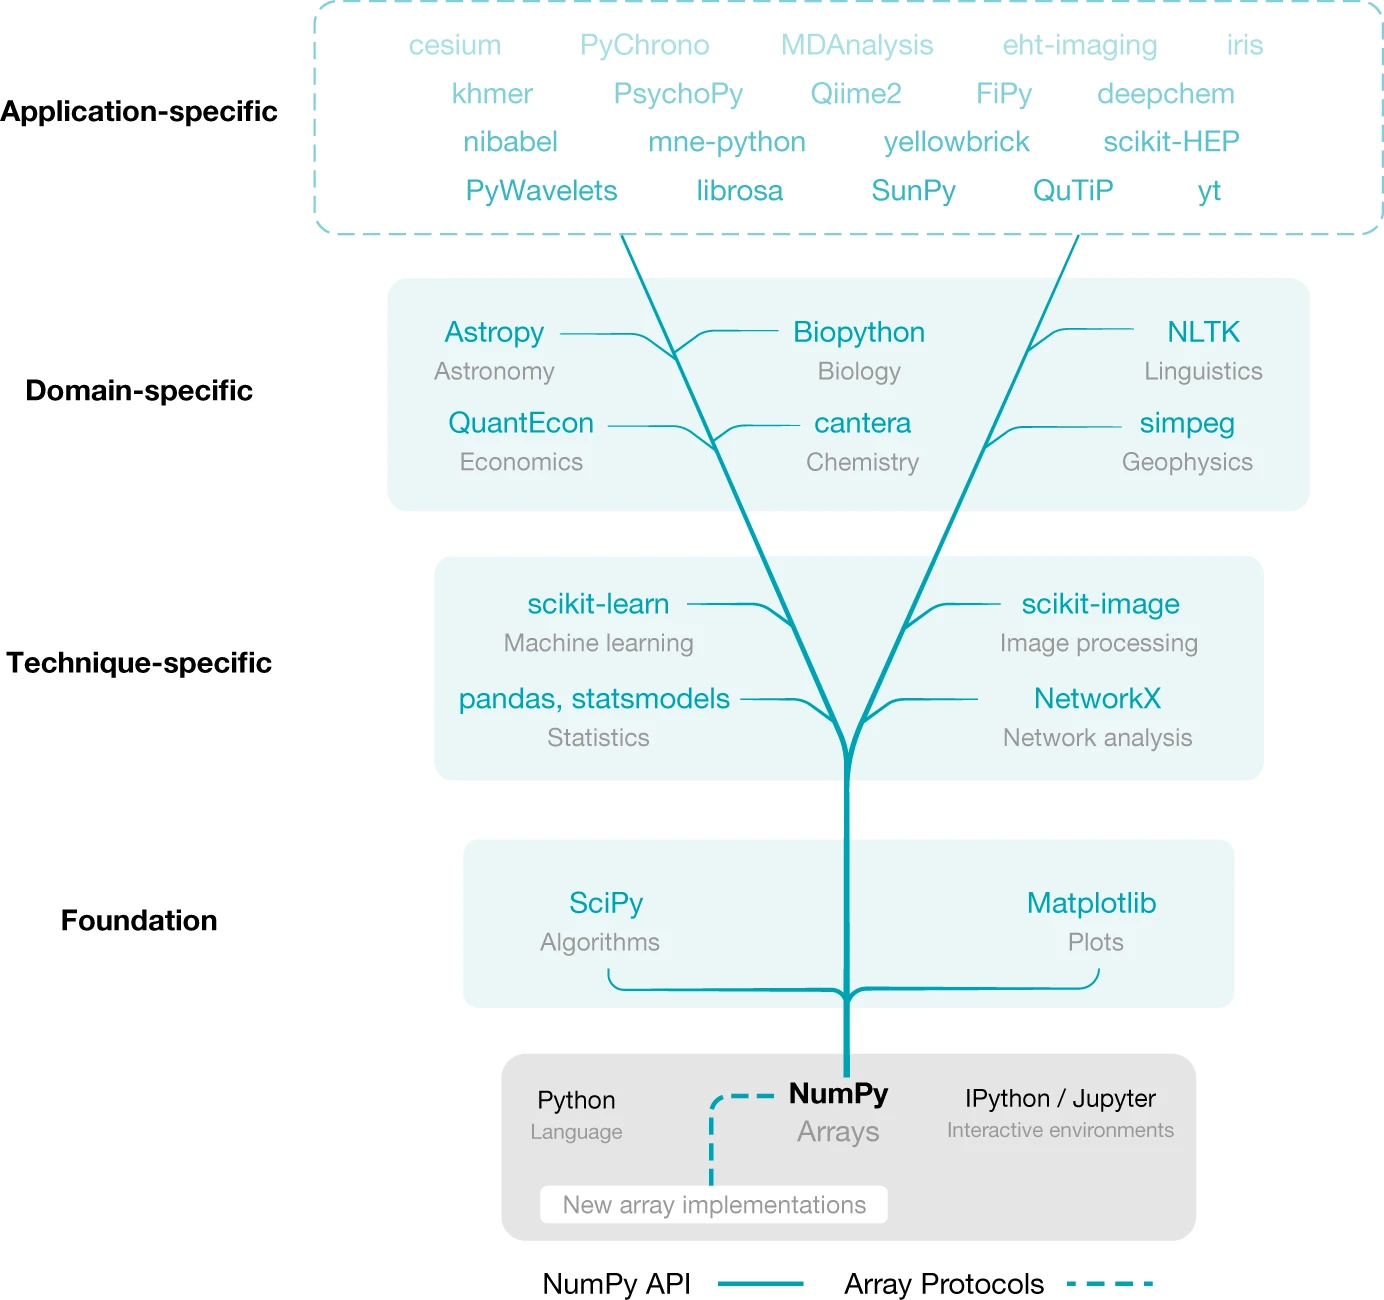 cesium PyChrono MDAnalysis eht-imaging iris
khmer PsychoPy Qiime2 FiPy deepchem
Application-specific
nibabel mne-python yellowbrick scikit-HEP
PyWavelets librosa SunPy QuTiP yt
Astropy Biopython NLTK
Astronomy Biology Linguistics
Domain-specific
QuantEcon cantera simpeg
Economics Chemistry Geophysics
scikit-learn scikit-image
Machine learning Image processing
Technique-specific
pandas, statsmodels NetworkX
Statistics Network analysis
Foundation
SciPy Matplotlib
Algorithms Plots
Python NumPy IPython / Jupyter
Language Arrays Interactive environments
New array implementations
NumPy API Array Protocols